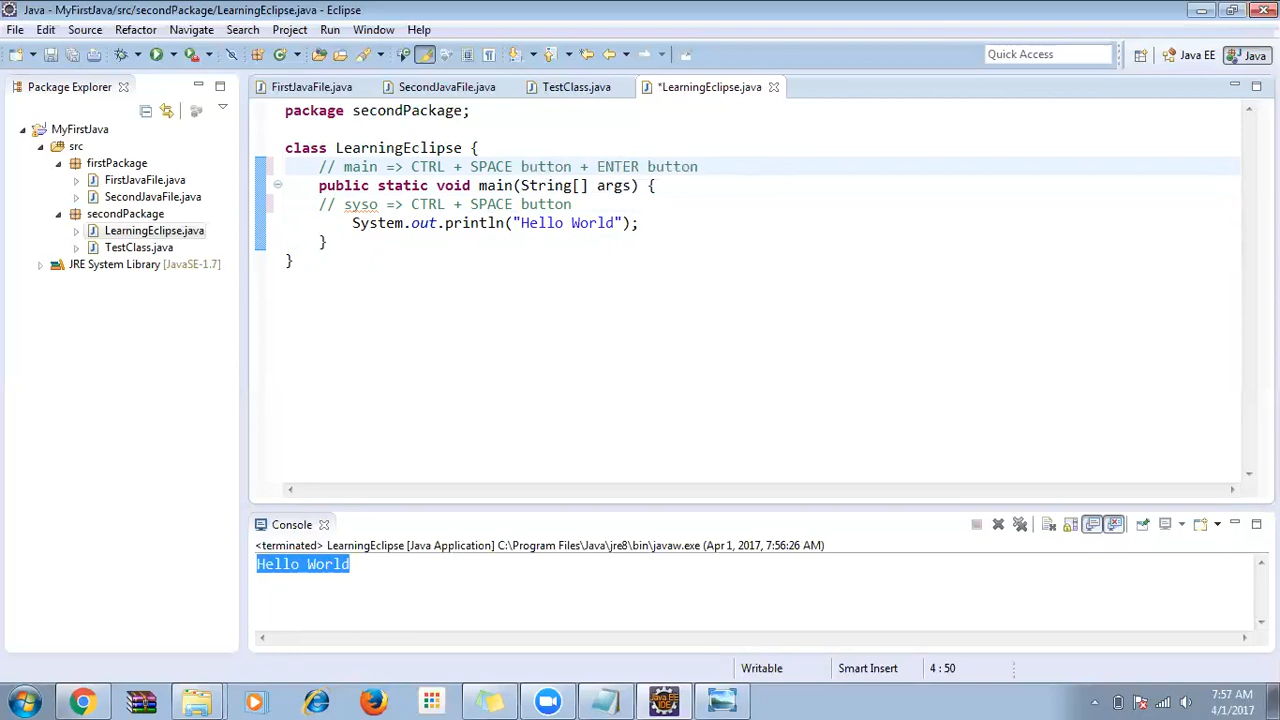 Java - MyFirstJava/src/secondPackage/LearningEclipse.java - Eclipse
File Edit Source Refactor Navigate Search Project Run Window Help
Quick Access
Java EE
Java
Package Explorer
FirstJavaFile.java
SecondJavaFile.java
TestClass.java
*LearningEclipse.java
MyFirstJava
src
firstPackage
FirstJavaFile.java
SecondJavaFile.java
secondPackage
LearningEclipse.java
TestClass.java
JRE System Library [JavaSE-1.7]
package secondPackage;
class LearningEclipse {
// main => CTRL + SPACE button + ENTER button
public static void main(String[] args) {
// syso => CTRL + SPACE button
System.out.println("Hello World");
}
}
Console
<terminated> LearningEclipse [Java Application] C:\Program Files\Java\jre8\bin\javaw.exe (Apr 1, 2017, 7:56:26 AM)
Hello World
Writable
Smart Insert
4 : 50
Java EE
IDE
7:57 AM
4/1/2017